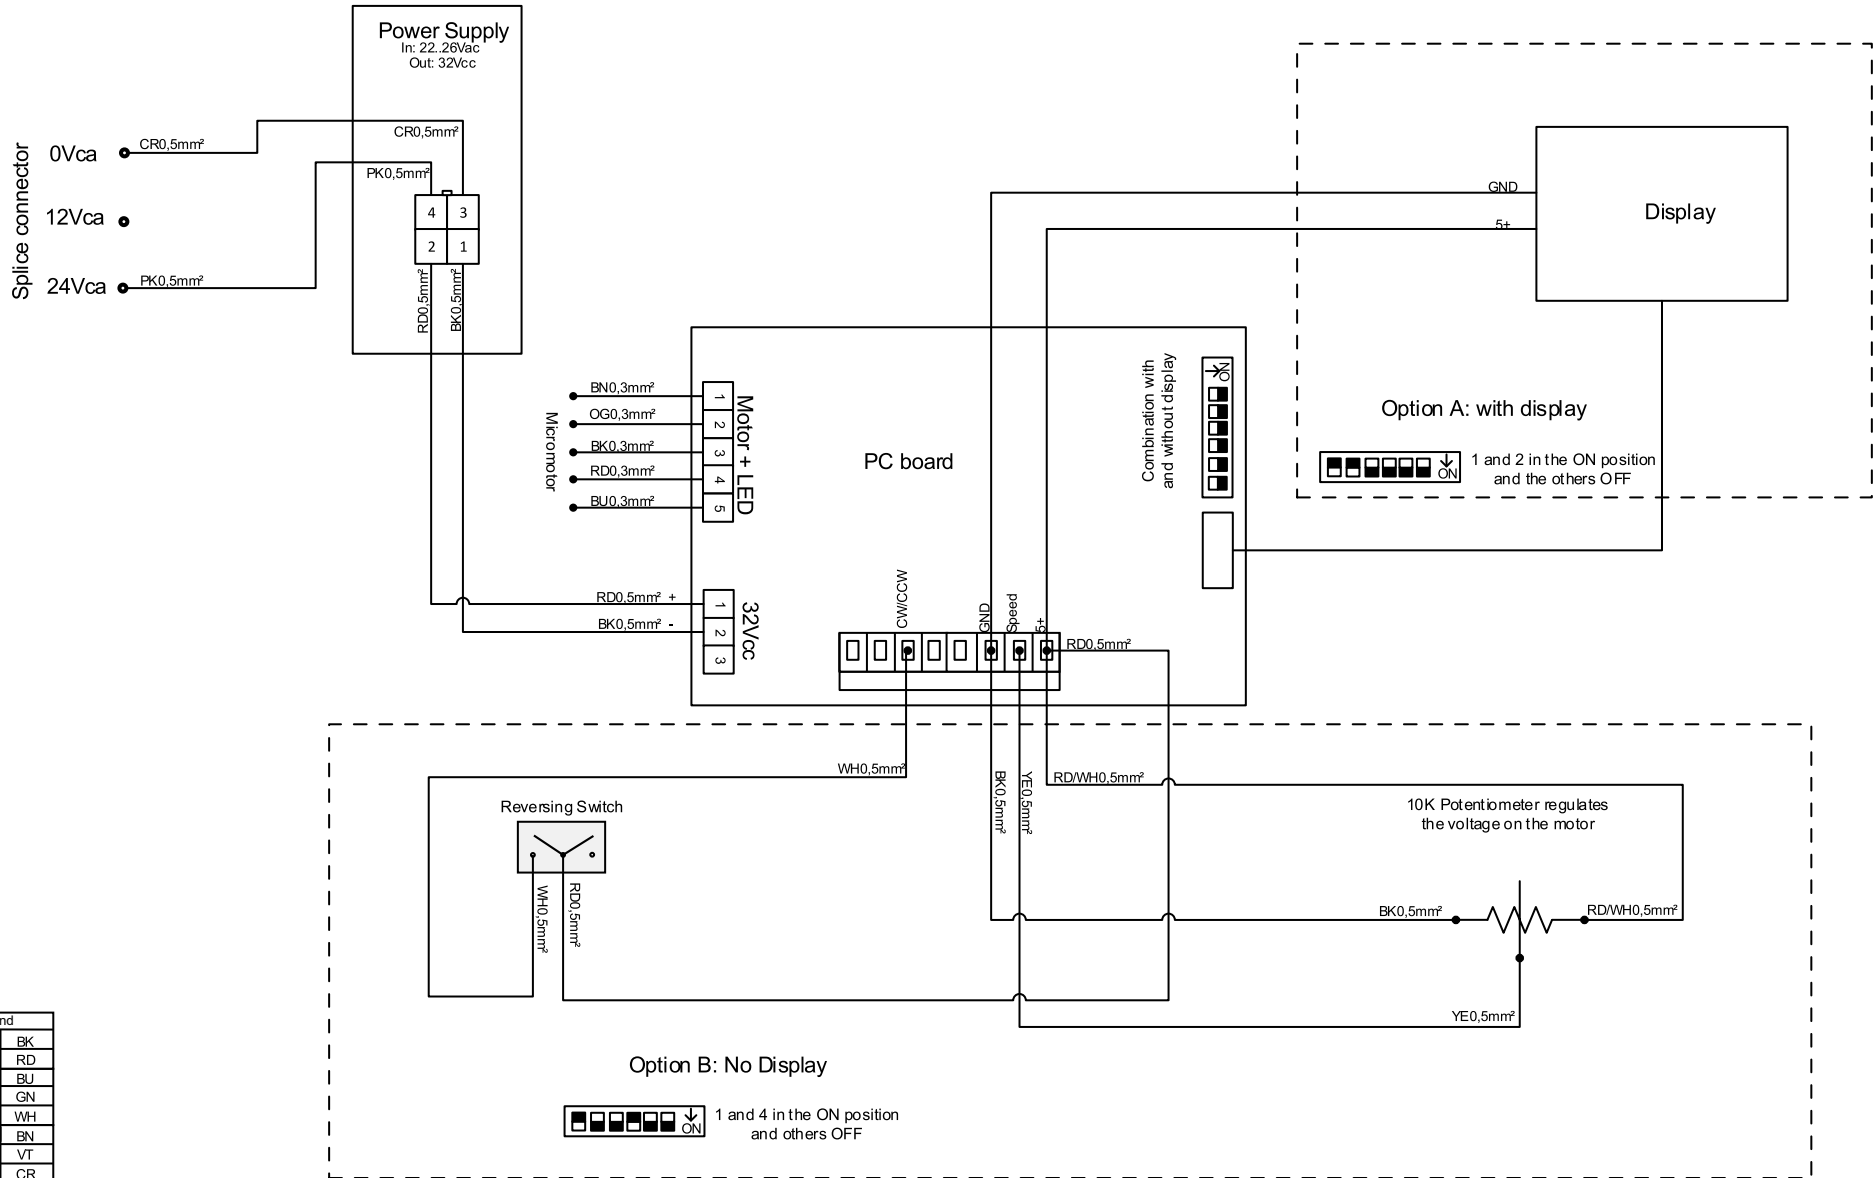 Power Supply
In: 22..26Vac
Out: 32Vcc
Splice connector
0Vca
CR0,5mm²
CR0,5mm²
12Vca
24Vca
PK0,5mm²
PK0,5mm²
4
3
2
1
RD0,5mm²
BK0,5mm²
GND
5+
Display
Option A: with display
ON
1 and 2 in the ON position
and the others OFF
PC board
Combination with
and without display
ON
Micromotor
BN0,3mm²
OG0,3mm²
BK0,3mm²
RD0,3mm²
BU0,3mm²
1
2
3
4
5
Motor + LED
RD0,5mm² +
BK0,5mm² -
1
2
3
32Vcc
CW/CCW
GND
Speed
5+
RD0,5mm²
WH0,5mm²
BK0,5mm²
YE0,5mm²
RD/WH0,5mm²
Reversing Switch
WH0,5mm²
RD0,5mm²
10K Potentiometer regulates
the voltage on the motor
BK0,5mm²
RD/WH0,5mm²
YE0,5mm²
Option B: No Display
ON
1 and 4 in the ON position
and others OFF
BK
RD
BU
GN
WH
BN
VT
CR